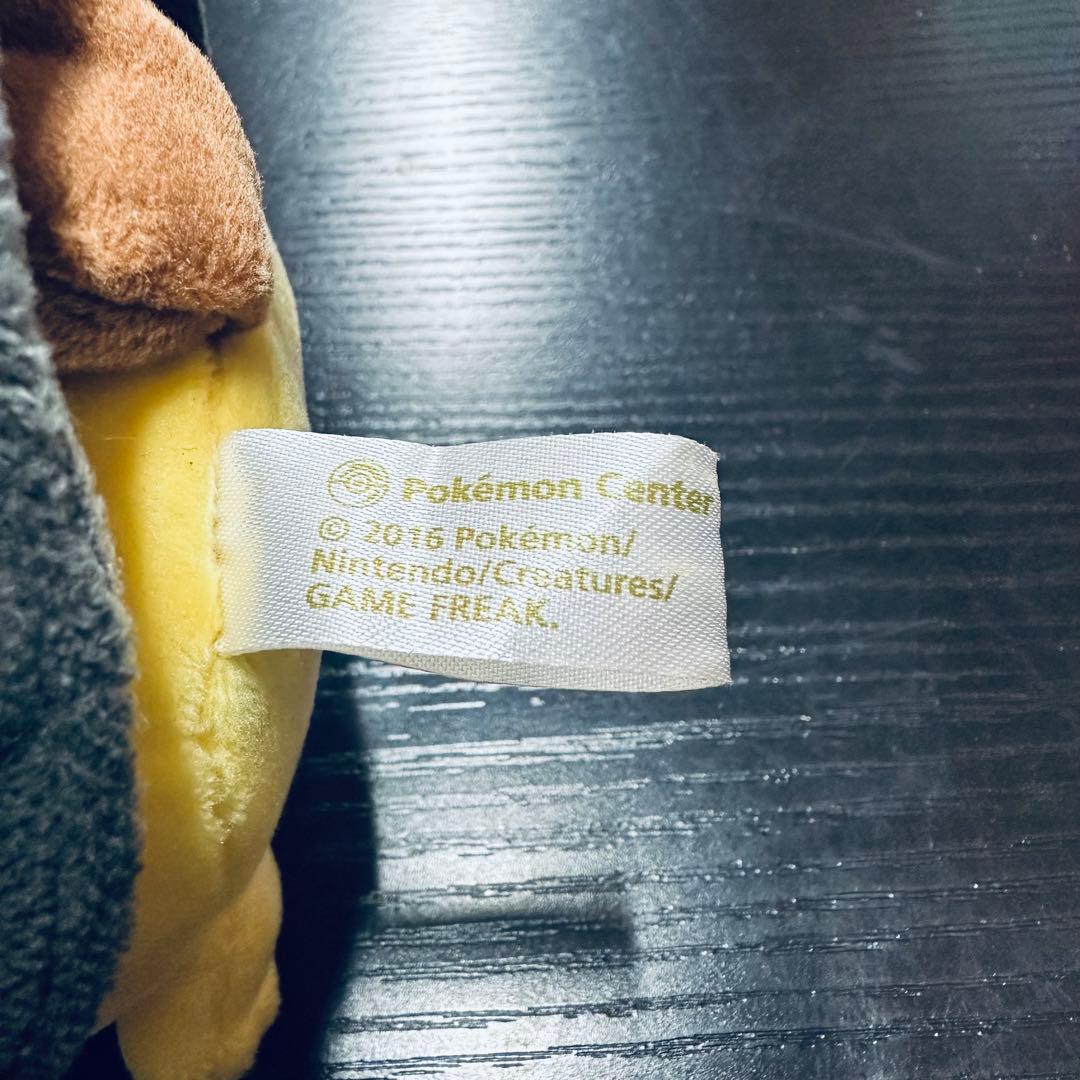 Pokémon Center
© 2016 Pokémon/
Nintendo/Creatures/
GAME FREAK.